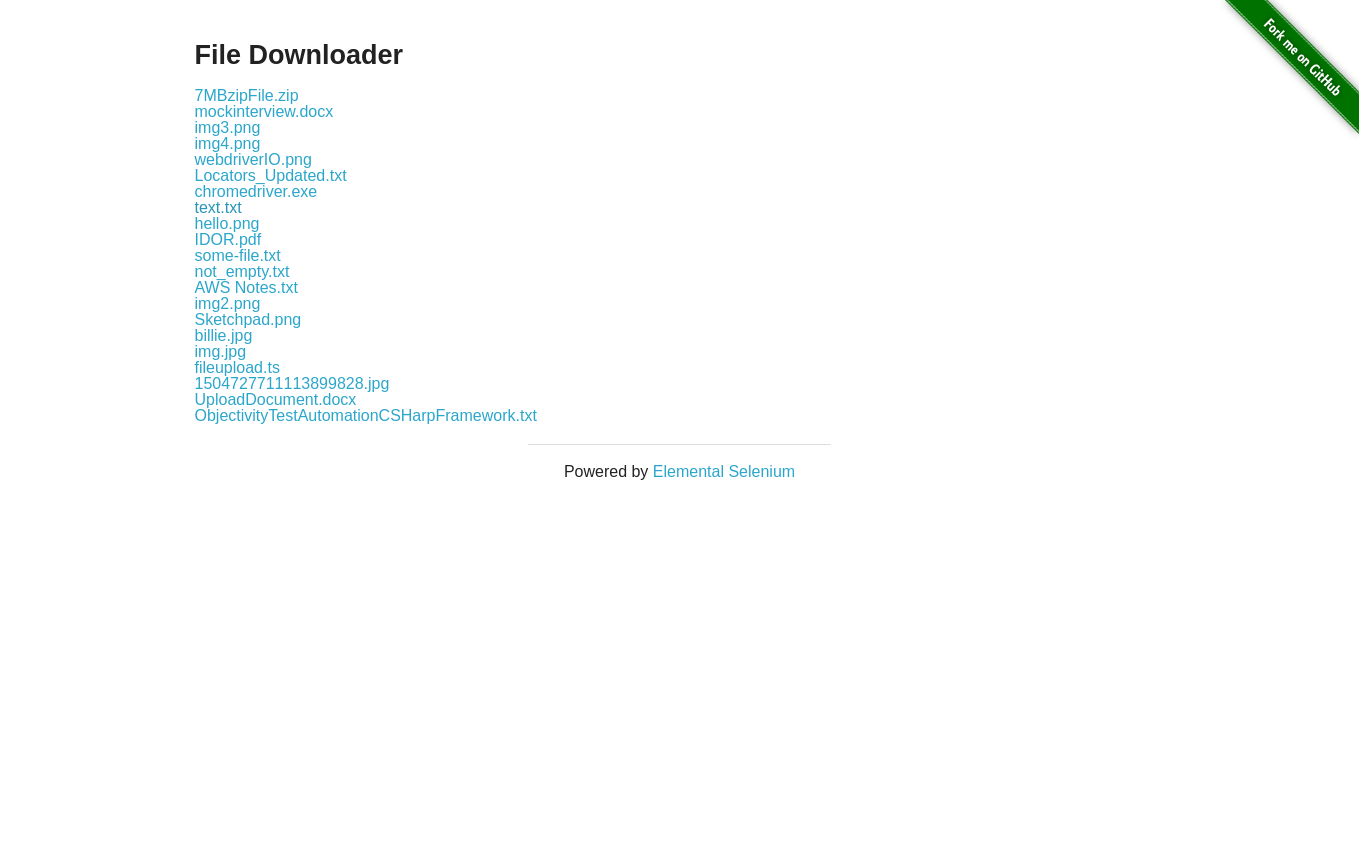 Fork me on GitHub
File Downloader
7MBzipFile.zip
mockinterview.docx
img3.png
img4.png
webdriverIO.png
Locators_Updated.txt
chromedriver.exe
text.txt
hello.png
IDOR.pdf
some-file.txt
not_empty.txt
AWS Notes.txt
img2.png
Sketchpad.png
billie.jpg
img.jpg
fileupload.ts
1504727711113899828.jpg
UploadDocument.docx
ObjectivityTestAutomationCSHarpFramework.txt
Powered by Elemental Selenium